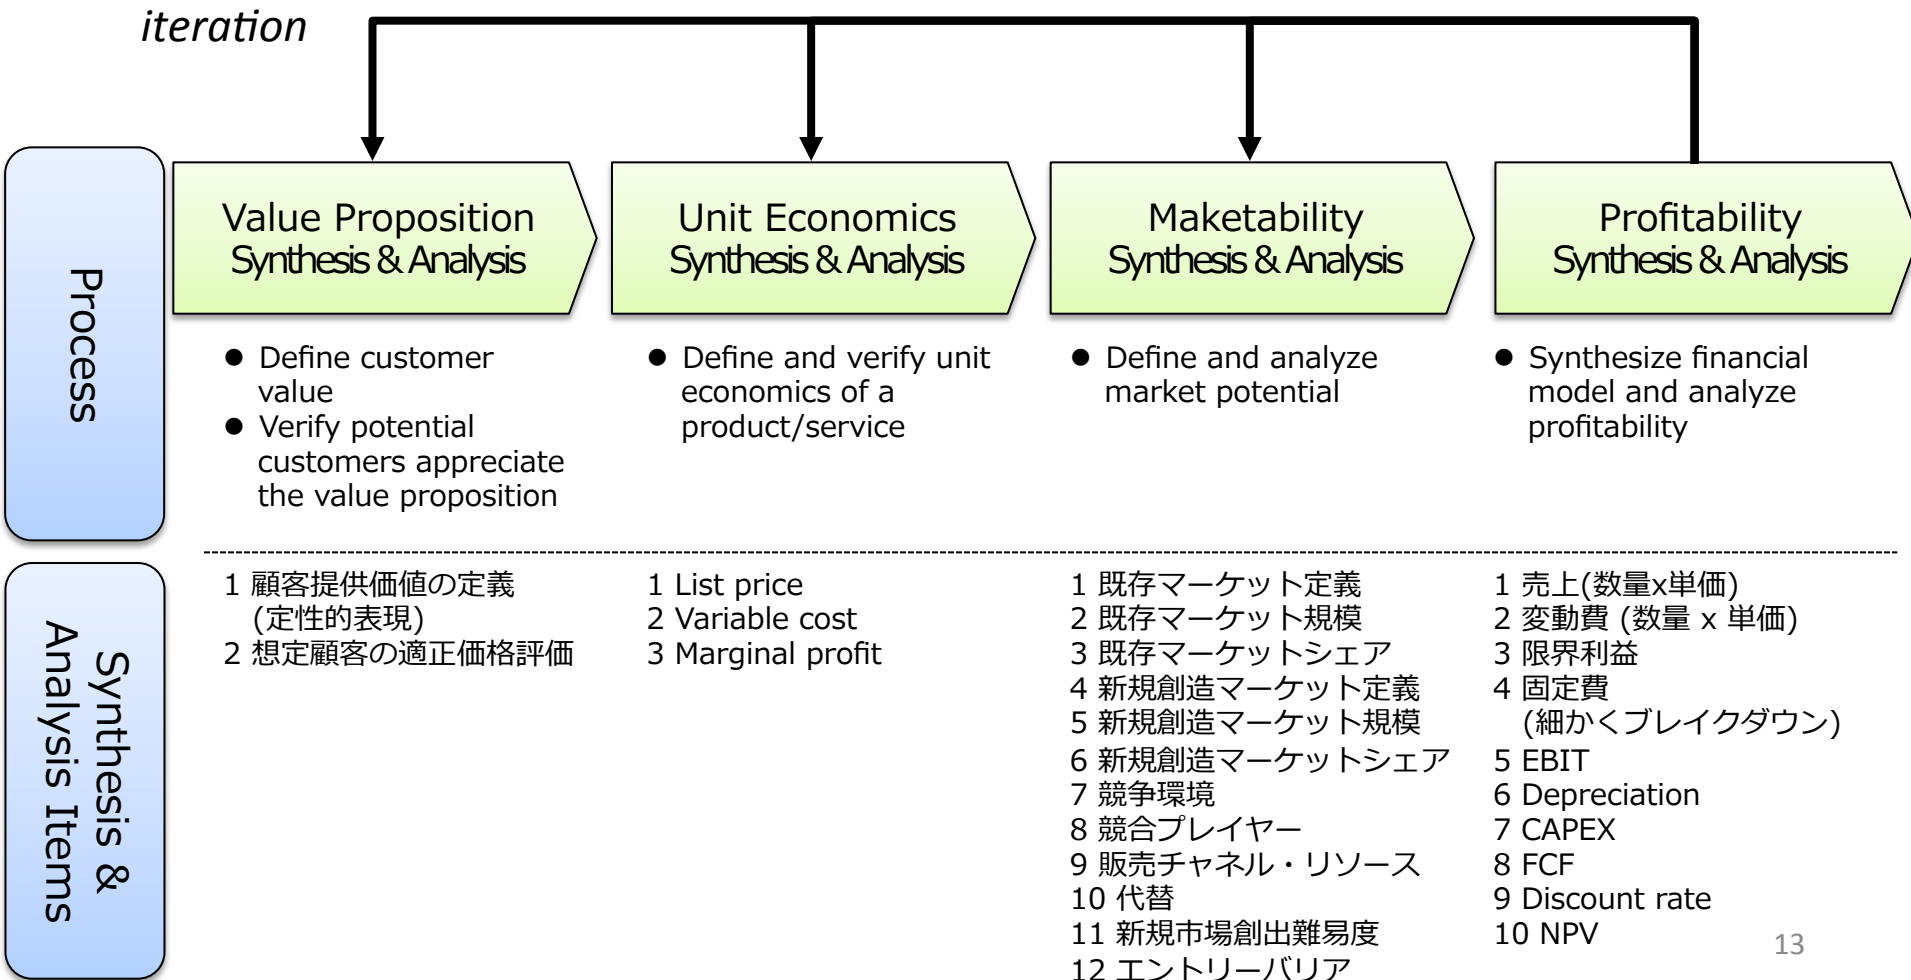 iteration
Process
Value Proposition
Synthesis & Analysis
Unit Economics
Synthesis & Analysis
Maketability
Synthesis & Analysis
Profitability
Synthesis & Analysis
● Define customer
value
● Verify potential
customers appreciate
the value proposition
● Define and verify unit
economics of a
product/service
● Define and analyze
market potential
● Synthesize financial
model and analyze
profitability
Synthesis &
Analysis Items
1 顧客提供価値の定義
(定性的表現)
2 想定顧客の適正価格評価
1 List price
2 Variable cost
3 Marginal profit
1 既存マーケット定義
2 既存マーケット規模
3 既存マーケットシェア
4 新規創造マーケット定義
5 新規創造マーケット規模
6 新規創造マーケットシェア
7 競争環境
8 競合プレイヤー
9 販売チャネル・リソース
10 代替
11 新規市場創出難易度
12 エントリーバリア
1 売上(数量x単価)
2 変動費 (数量 x 単価)
3 限界利益
4 固定費
(細かくブレイクダウン)
5 EBIT
6 Depreciation
7 CAPEX
8 FCF
9 Discount rate
10 NPV
13